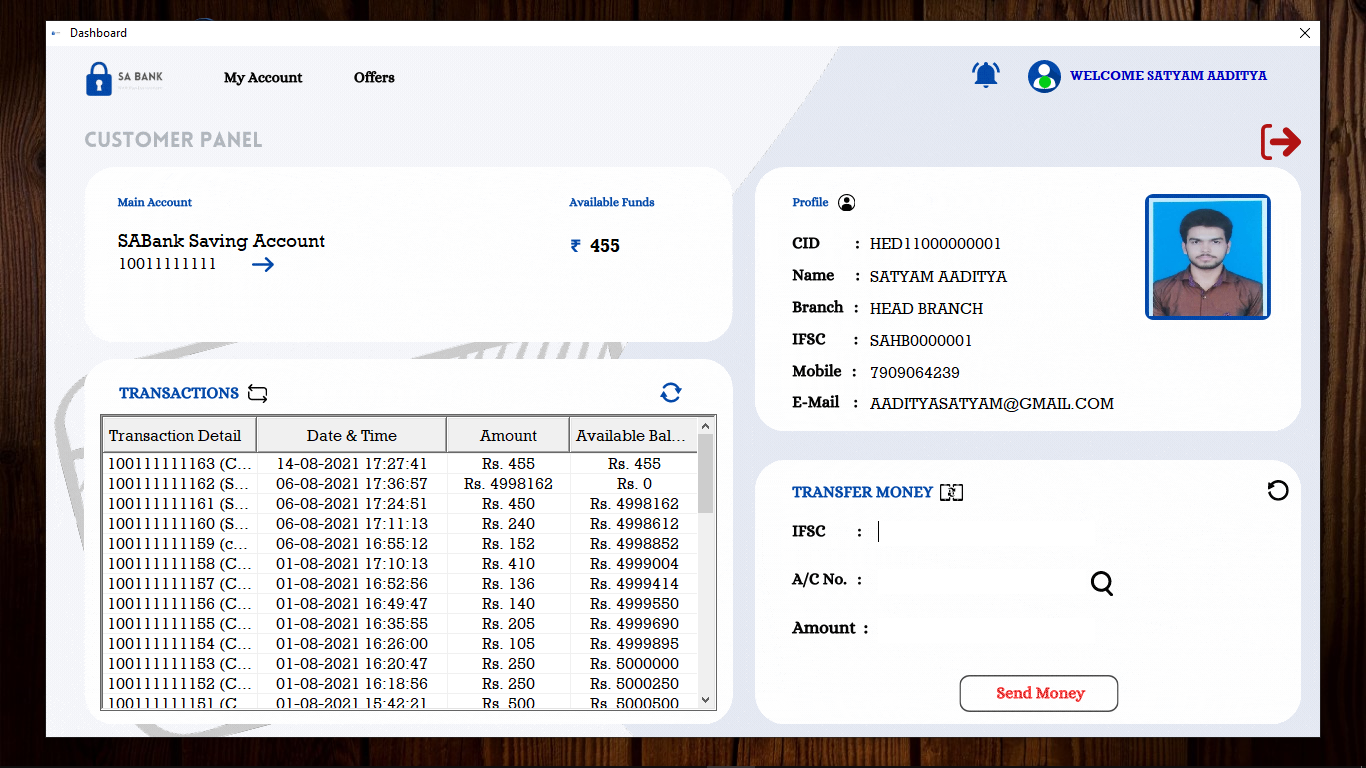 Dashboard
SA BANK
My Account
Offers
WELCOME SATYAM AADITYA
CUSTOMER PANEL
Main Account
Available Funds
SABank Saving Account
₹ 455
10011111111
Profile
CID : HED11000000001
Name : SATYAM AADITYA
Branch : HEAD BRANCH
IFSC : SAHB0000001
Mobile : 7909064239
E-Mail : AADITYASATYAM@GMAIL.COM
TRANSACTIONS
Transaction Detail Date & Time Amount Available Bal...
100111111163 (C... 14-08-2021 17:27:41 Rs. 455 Rs. 455
100111111162 (S... 06-08-2021 17:36:57 Rs. 4998162 Rs. 0
100111111161 (S... 06-08-2021 17:24:51 Rs. 450 Rs. 4998162
100111111160 (S... 06-08-2021 17:11:13 Rs. 240 Rs. 4998612
100111111159 (c... 06-08-2021 16:55:12 Rs. 152 Rs. 4998852
100111111158 (C... 01-08-2021 17:10:13 Rs. 410 Rs. 4999004
100111111157 (C... 01-08-2021 16:52:56 Rs. 136 Rs. 4999414
100111111156 (C... 01-08-2021 16:49:47 Rs. 140 Rs. 4999550
100111111155 (C... 01-08-2021 16:35:55 Rs. 205 Rs. 4999690
100111111154 (C... 01-08-2021 16:26:00 Rs. 105 Rs. 4999895
100111111153 (C... 01-08-2021 16:20:47 Rs. 250 Rs. 5000000
100111111152 (C... 01-08-2021 16:18:56 Rs. 250 Rs. 5000250
100111111151 (C... 01-08-2021 15:42:21 Rs. 500 Rs. 5000500
TRANSFER MONEY
IFSC :
A/C No. :
Amount :
Send Money